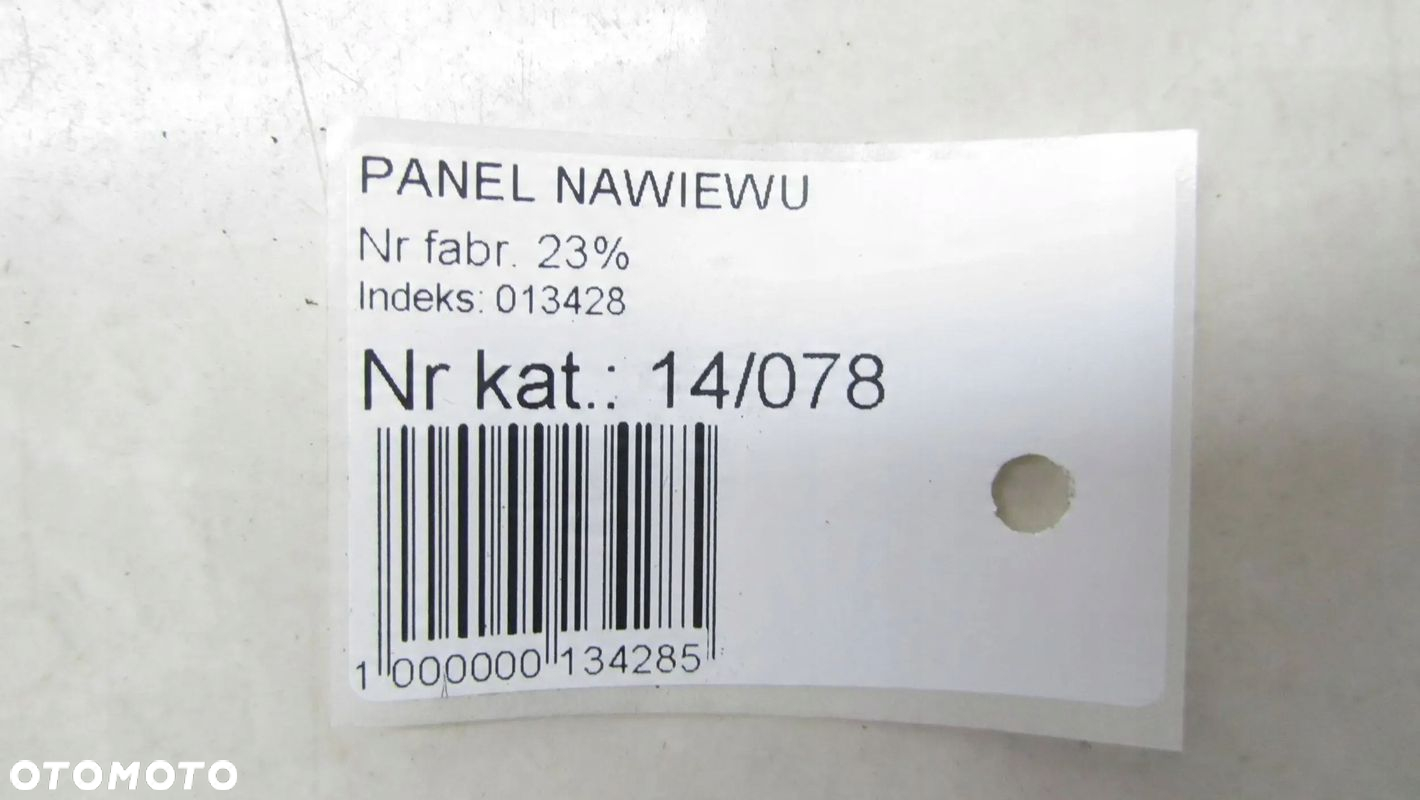 PANEL NAWIEWU
Nr fabr. 23%
Indeks: 013428
Nr kat.: 14/078
1 000000 134285
OTOMOTO